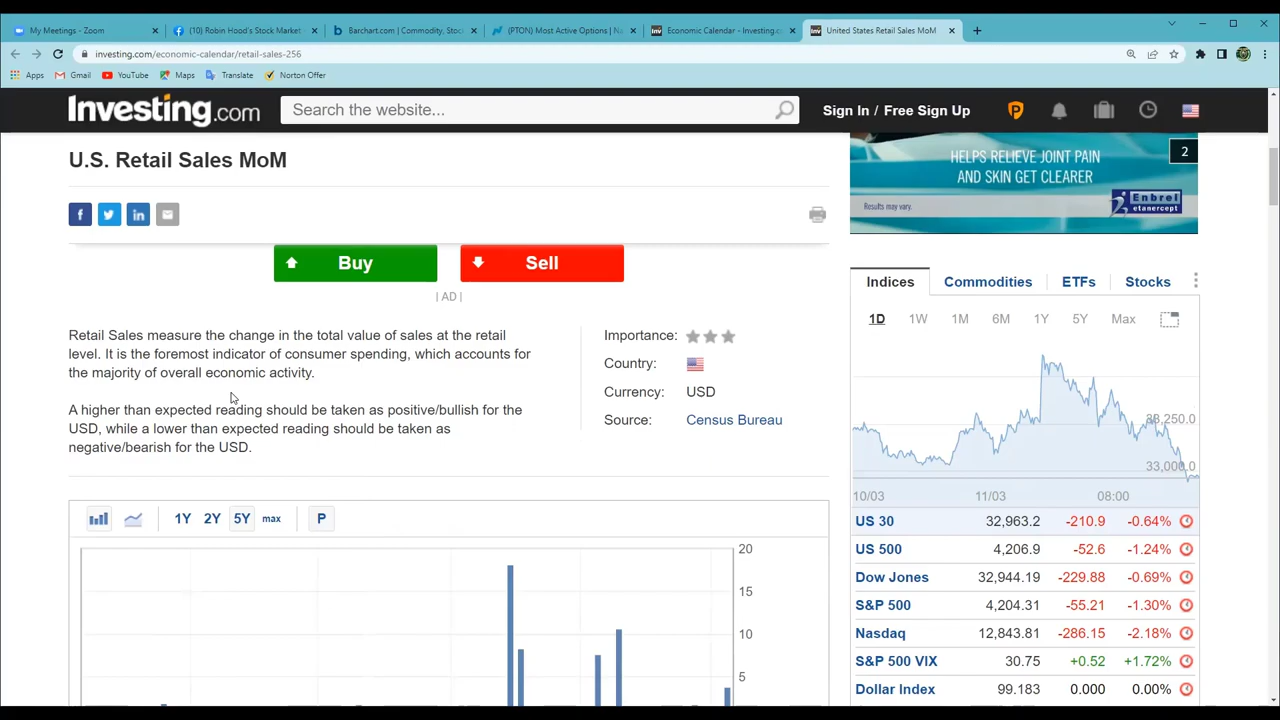 My Meetings - Zoom
(10) Robin Hood's Stock Market
Barchart.com | Commodity, Stoc
(PTON) Most Active Options | Na
Economic Calendar - Investing.c
United States Retail Sales MoM
investing.com/economic-calendar/retail-sales-256
Apps
Gmail
YouTube
Maps
Translate
Norton Offer
Investing.com
Search the website...
Sign In / Free Sign Up
U.S. Retail Sales MoM
HELPS RELIEVE JOINT PAIN
AND SKIN GET CLEARER
2
Results may vary.
Enbrel
etanercept
Buy
Sell
| AD |
Retail Sales measure the change in the total value of sales at the retail
level. It is the foremost indicator of consumer spending, which accounts for
the majority of overall economic activity.
A higher than expected reading should be taken as positive/bullish for the
USD, while a lower than expected reading should be taken as
negative/bearish for the USD.
Importance:
Country:
Currency: USD
Source: Census Bureau
1Y 2Y 5Y max P
20
15
10
5
Indices Commodities ETFs Stocks
1D 1W 1M 6M 1Y 5Y Max
33,000.0
10/03 11/03 08:00
US 30 32,963.2 -210.9 -0.64%
US 500 4,206.9 -52.6 -1.24%
Dow Jones 32,944.19 -229.88 -0.69%
S&P 500 4,204.31 -55.21 -1.30%
Nasdaq 12,843.81 -286.15 -2.18%
S&P 500 VIX 30.75 +0.52 +1.72%
Dollar Index 99.183 0.000 0.00%